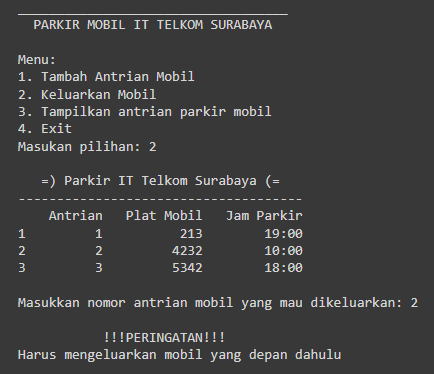 PARKIR MOBIL IT TELKOM SURABAYA
Menu:
1. Tambah Antrian Mobil
2. Keluarkan Mobil
3. Tampilkan antrian parkir mobil
4. Exit
Masukan pilihan: 2
=) Parkir IT Telkom Surabaya (=
-------------------------------------
Antrian Plat Mobil Jam Parkir
1 1 213 19:00
2 2 4232 10:00
3 3 5342 18:00
Masukkan nomor antrian mobil yang mau dikeluarkan: 2
!!!PERINGATAN!!!
Harus mengeluarkan mobil yang depan dahulu